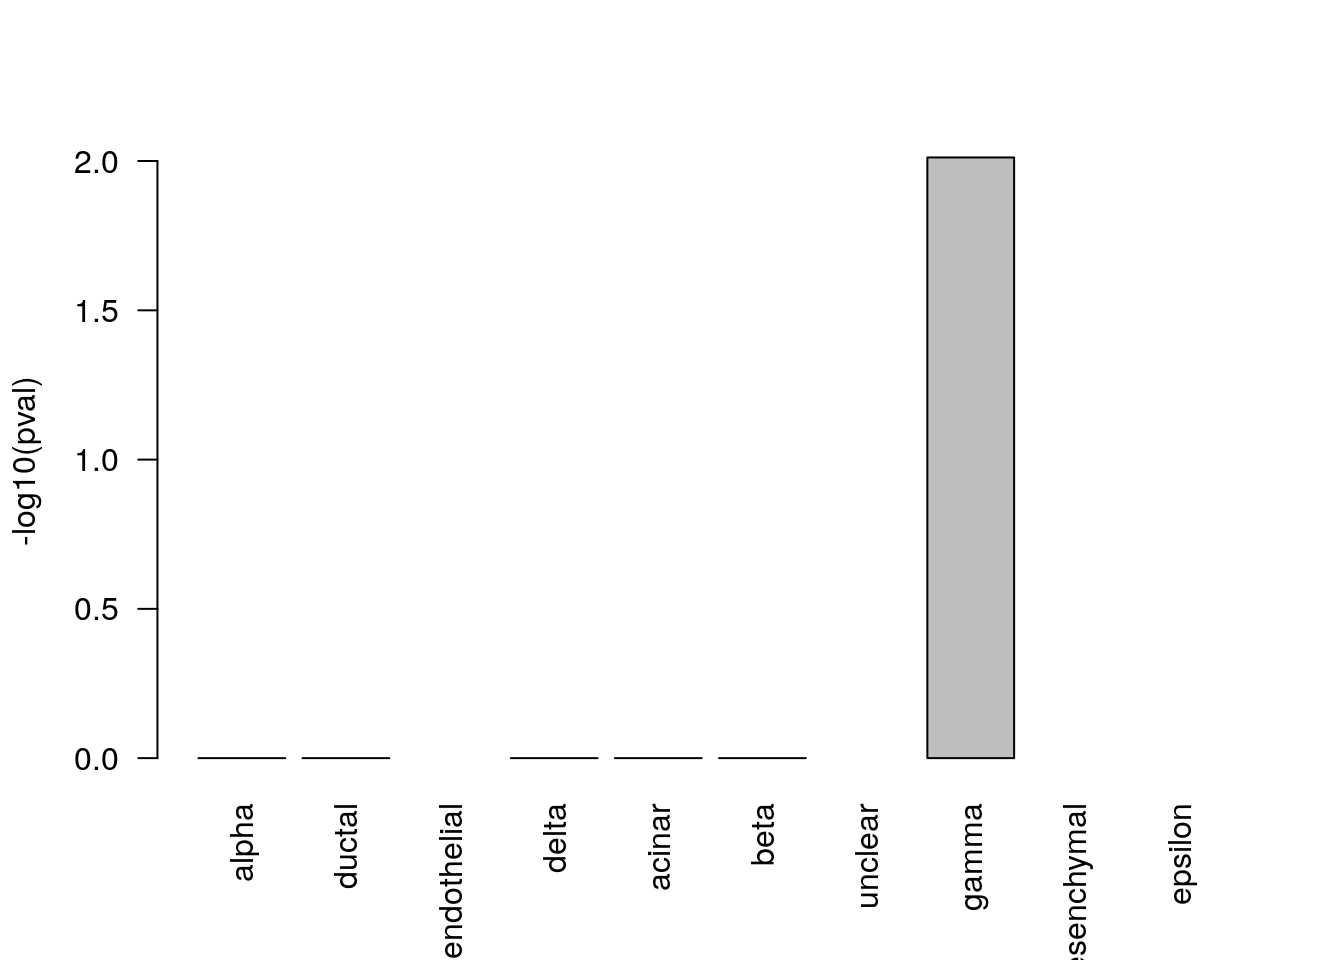 2.0
1.5
1.0
0.5
0.0
-log10(pval)
alpha
ductal
endothelial
delta
acinar
beta
unclear
gamma
esenchymal
epsilon